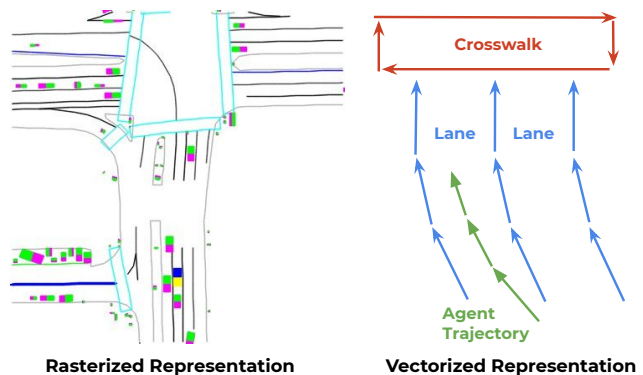 Crosswalk
Lane Lane
Agent
Trajectory
Rasterized Representation
Vectorized Representation